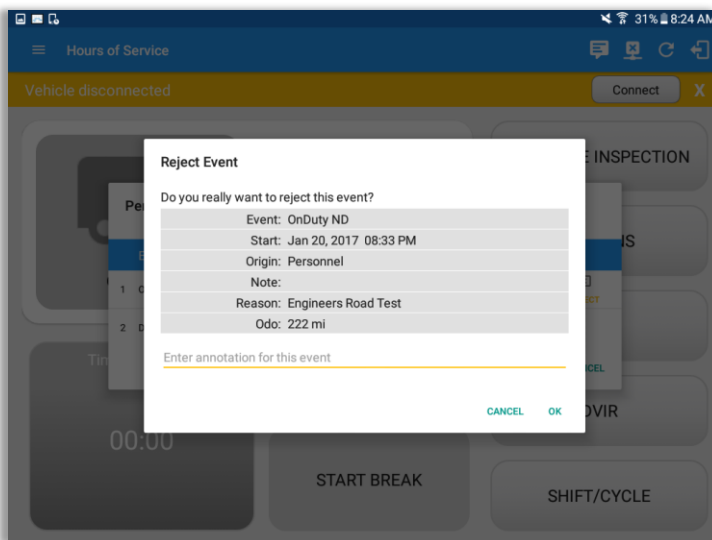 31% 8:24 AM
Hours of Service
Vehicle disconnected
Connect
X
INSPECTION
Reject Event
Do you really want to reject this event?
Event: OnDuty ND
Start: Jan 20, 2017 08:33 PM
Origin: Personnel
Note:
Reason: Engineers Road Test
Odo: 222 mi
Enter annotation for this event
CANCEL OK
1
2
00:00
START BREAK
SHIFT/CYCLE